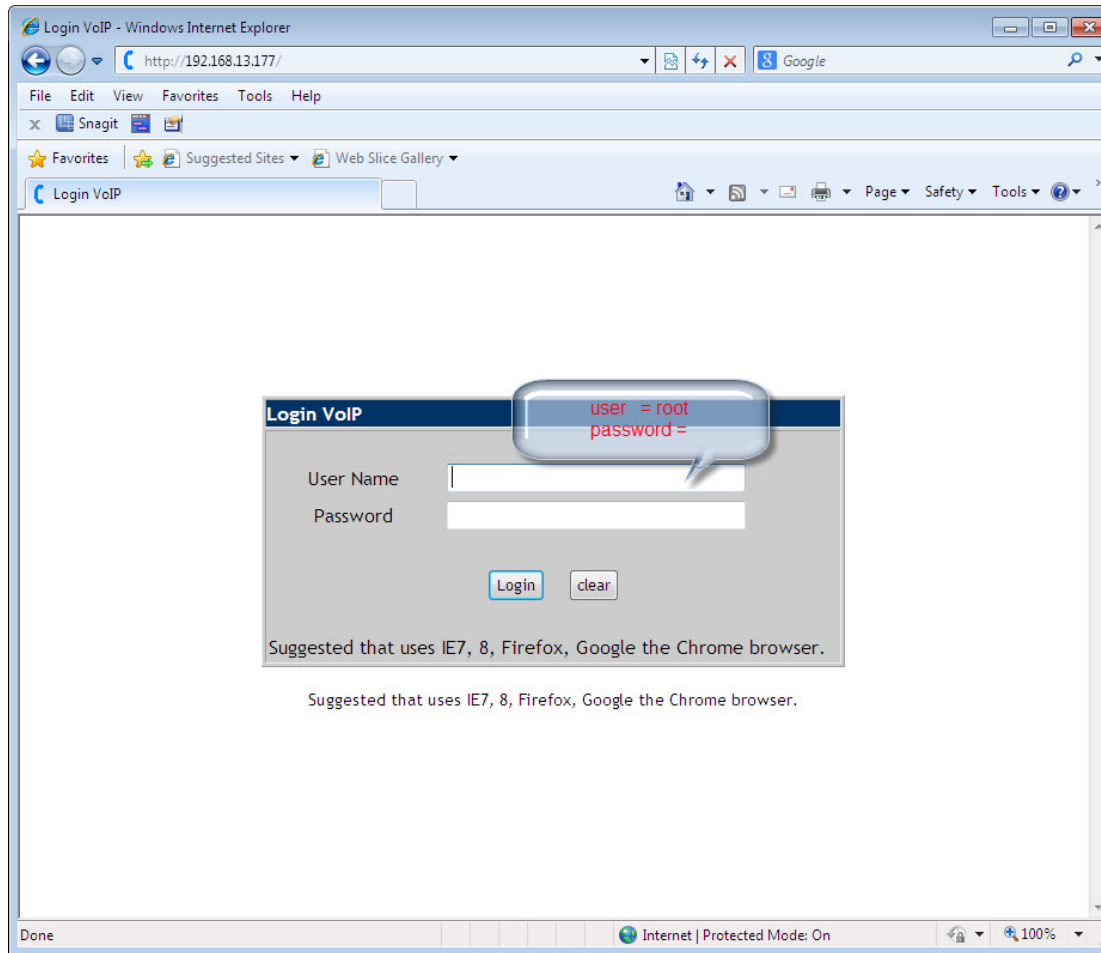 Login VoIP - Windows Internet Explorer
http://192.168.13.177/
Google
File Edit View Favorites Tools Help
x Snagit
Favorites Suggested Sites Web Slice Gallery
Login VoIP
Page Safety Tools
Login VoIP
user = root
password =
User Name
Password
Login clear
Suggested that uses IE7, 8, Firefox, Google the Chrome browser.
Suggested that uses IE7, 8, Firefox, Google the Chrome browser.
Done Internet | Protected Mode: On 100%